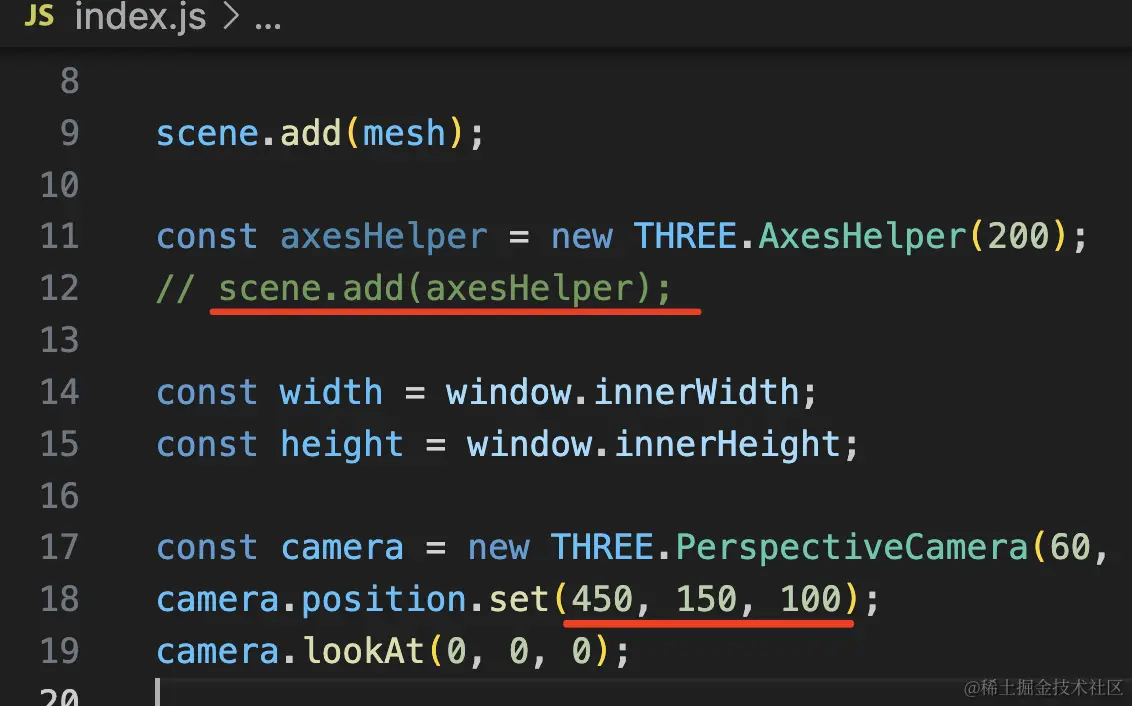 JS index.js > ...
8
9 scene.add(mesh);
10
11 const axesHelper = new THREE.AxesHelper(200);
12 // scene.add(axesHelper);
13
14 const width = window.innerWidth;
15 const height = window.innerHeight;
16
17 const camera = new THREE.PerspectiveCamera(60,
18 camera.position.set(450, 150, 100);
19 camera.lookAt(0, 0, 0);
20
@稀土掘金技术社区